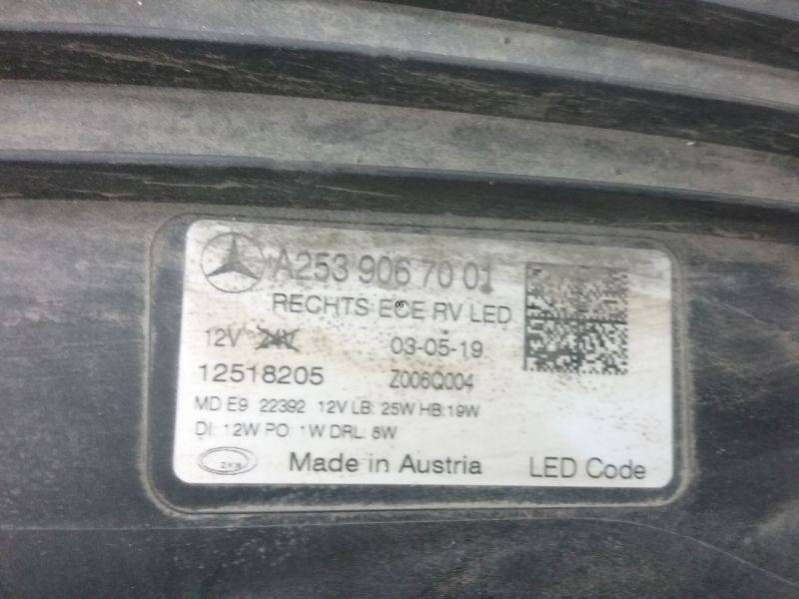 A253 906 70 01
RECHTS ECE RV LED
12V 24V 03-05-19
12518205 Z006Q004
MD E9 22392 12V LB: 25W HB:19W
DI: 12W PO 1W DRL: 8W
Made in Austria LED Code